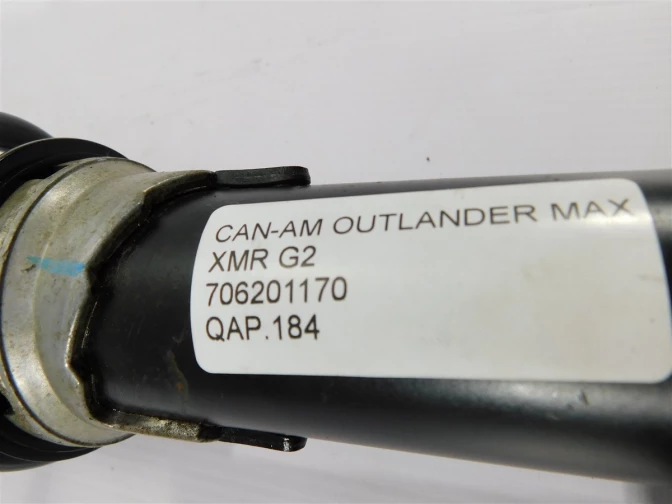 CAN-AM OUTLANDER MAX
XMR G2
706201170
QAP.184